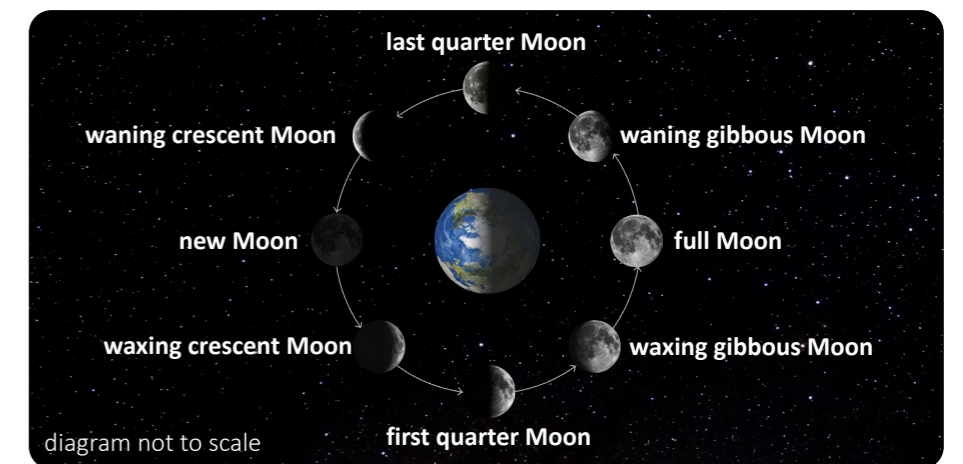 last quarter Moon
waning crescent Moon
waning gibbous Moon
new Moon
full Moon
waxing crescent Moon
waxing gibbous Moon
first quarter Moon
diagram not to scale